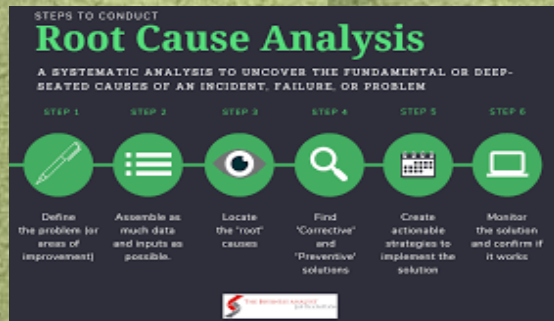 STEPS TO CONDUCT
Root Cause Analysis
A SYSTEMATIC ANALYSIS TO UNCOVER THE FUNDAMENTAL OR DEEP-
SEATED CAUSES OF AN INCIDENT, FAILURE, OR PROBLEM
STEP 1
STEP 2
STEP 3
STEP 4
STEP 5
STEP 6
Define
the problem (or
areas of
improvement)
Assemble as
much data
and inputs as
possible.
Locate
the "root"
causes
Find
"Corrective"
and
"Preventive"
solutions
Create
actionable
strategies to
implement the
solution
Monitor
the solution
and confirm if
it works
THE BUSINESS ANALYST